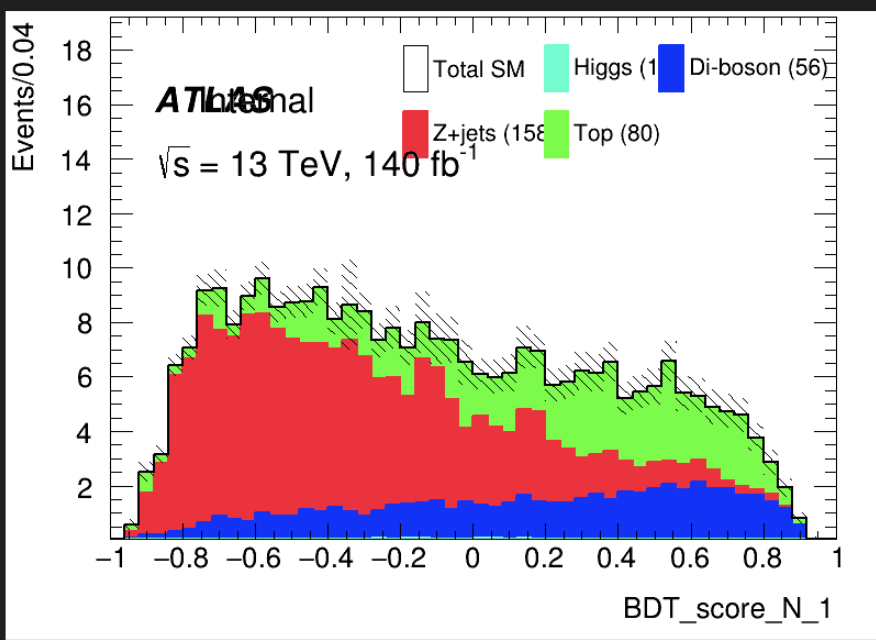 Events/0.04
18
16
14
12
10
8
6
4
2
Total SM Higgs (1 Di-boson (56)
ATLAS Internal
Z+jets (158 Top (80)
√s = 13 TeV, 140 fb⁻¹
−1 −0.8 −0.6 −0.4 −0.2 0 0.2 0.4 0.6 0.8 1
BDT_score_N_1